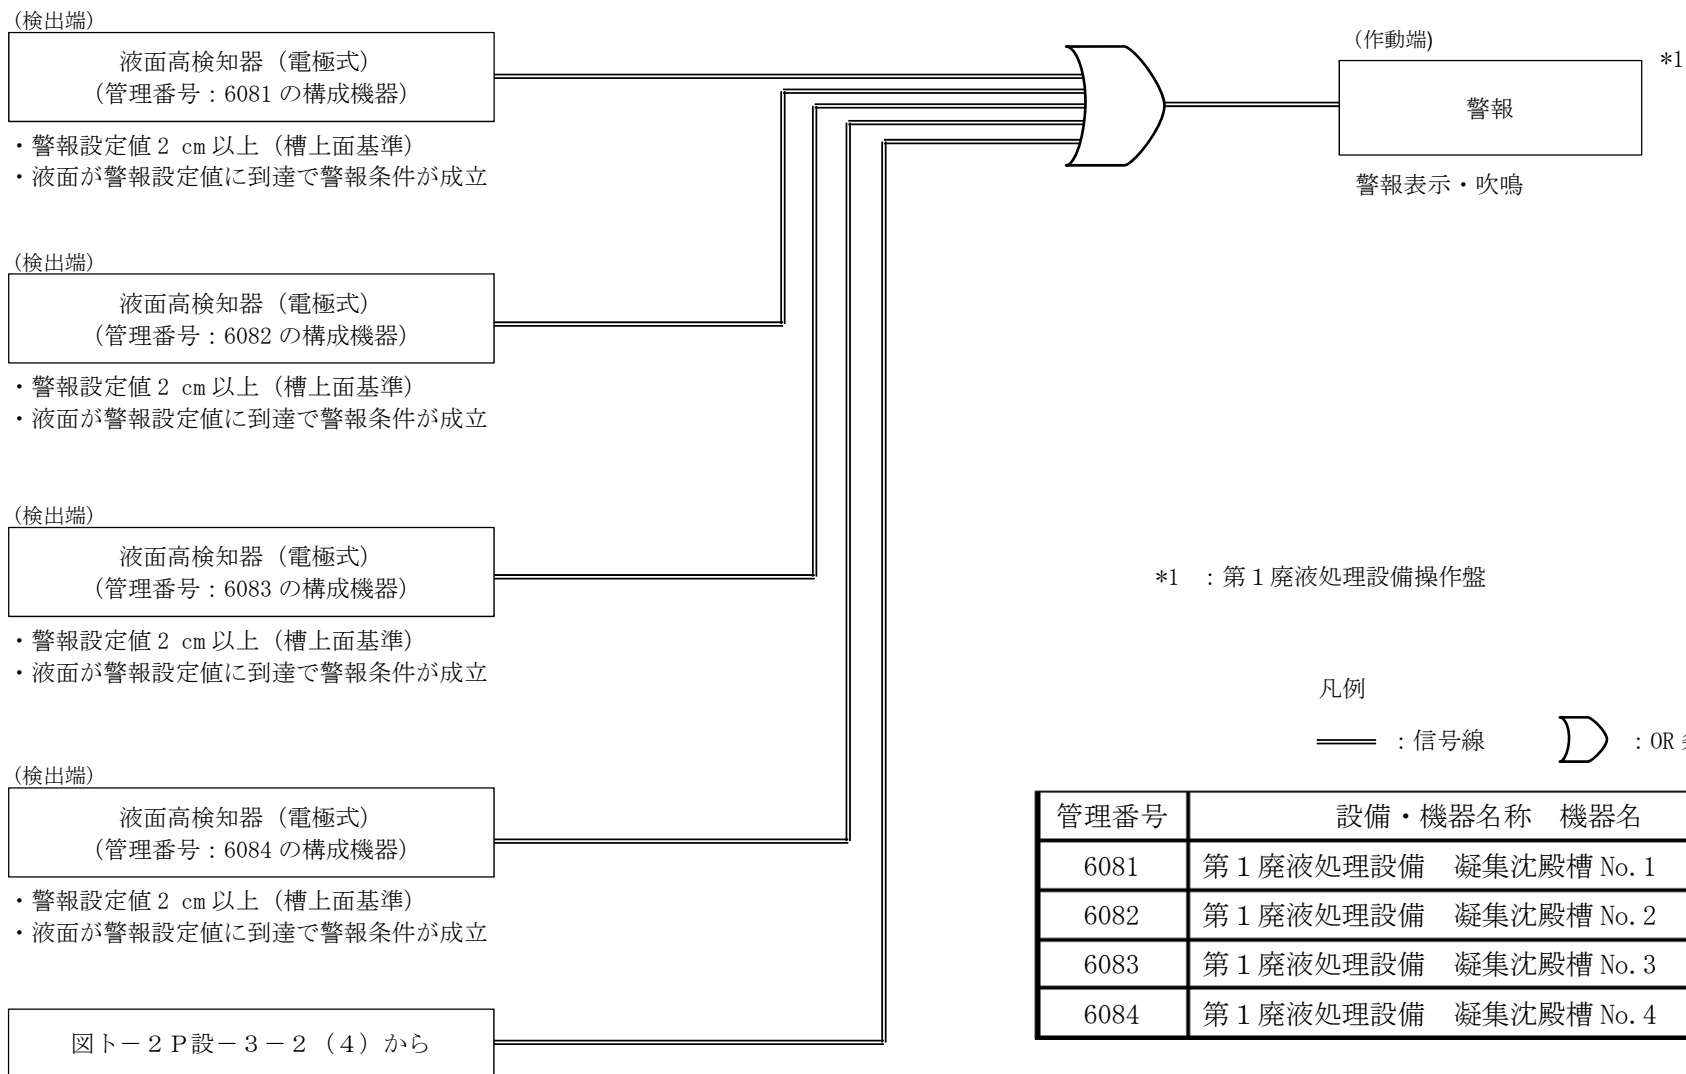 (検出端)
液面高検知器（電極式）
（管理番号：6081 の構成機器）
・警報設定値 2 cm 以上（槽上面基準）
・液面が警報設定値に到達で警報条件が成立
(検出端)
液面高検知器（電極式）
（管理番号：6082 の構成機器）
・警報設定値 2 cm 以上（槽上面基準）
・液面が警報設定値に到達で警報条件が成立
(検出端)
液面高検知器（電極式）
（管理番号：6083 の構成機器）
・警報設定値 2 cm 以上（槽上面基準）
・液面が警報設定値に到達で警報条件が成立
(検出端)
液面高検知器（電極式）
（管理番号：6084 の構成機器）
・警報設定値 2 cm 以上（槽上面基準）
・液面が警報設定値に到達で警報条件が成立
図ト－２Ｐ設－３－２（４）から
(作動端)
*1
警報
警報表示・吹鳴
*1 ：第１廃液処理設備操作盤
凡例
：信号線
：OR
管理番号 設備・機器名称 機器名
6081 第１廃液処理設備 凝集沈殿槽 No.1
6082 第１廃液処理設備 凝集沈殿槽 No.2
6083 第１廃液処理設備 凝集沈殿槽 No.3
6084 第１廃液処理設備 凝集沈殿槽 No.4